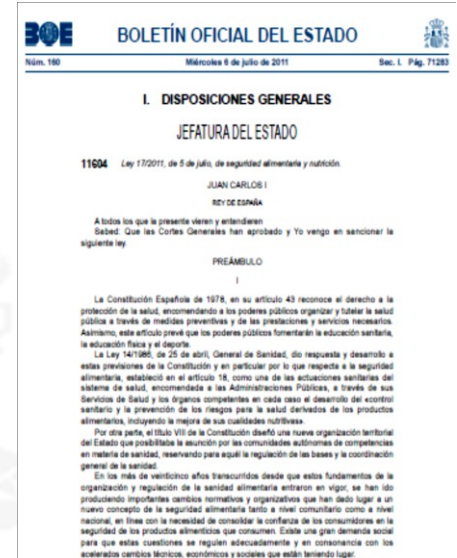 BOE
BOLETÍN OFICIAL DEL ESTADO
Núm. 160
Miércoles 6 de julio de 2011
Sec. I. Pág. 71283
I. DISPOSICIONES GENERALES
JEFATURA DEL ESTADO
11604 Ley 17/2011, de 5 de julio, de seguridad alimentaria y nutrición.
JUAN CARLOS I
REY DE ESPAÑA
A todos los que la presente vieren y entendieren
Sabed: Que las Cortes Generales han aprobado y Yo vengo en sancionar la
siguiente ley.
PREÁMBULO
I
La Constitución Española de 1978, en su artículo 43 reconoce el derecho a la
protección de la salud, encomendando a los poderes públicos organizar y tutelar la salud
pública a través de medidas preventivas y de las prestaciones y servicios necesarios.
Asimismo, este artículo prevé que los poderes públicos fomentarán la educación sanitaria,
la educación física y el deporte.
La Ley 14/1986, de 25 de abril, General de Sanidad, dio respuesta y desarrollo a
estas previsiones de la Constitución y en particular por lo que respecta a la seguridad
alimentaria, estableció en el artículo 18, como una de las actuaciones sanitarias del
sistema de salud, encomendada a las Administraciones Públicas, a través de sus
Servicios de Salud y los órganos competentes en cada caso el desarrollo del «control
sanitario y la prevención de los riesgos para la salud derivados de los productos
alimentarios, incluyendo la mejora de sus cualidades nutritivas».
Por otra parte, el título VIII de la Constitución diseñó una nueva organización territorial
del Estado que posibilitaba la asunción por las comunidades autónomas de competencias
en materia de sanidad, reservando para aquél la regulación de las bases y la coordinación
general de la sanidad.
En los más de veinticinco años transcurridos desde que estos fundamentos de la
organización y regulación de la sanidad alimentaria entraron en vigor, se han ido
produciendo importantes cambios normativos y organizativos que han dado lugar a un
nuevo concepto de la seguridad alimentaria tanto a nivel comunitario como a nivel
nacional, en línea con la necesidad de consolidar la confianza de los consumidores en la
seguridad de los productos alimenticios que consumen. Existe una gran demanda social
para que estas cuestiones se regulen adecuadamente y en consonancia con los
acelerados cambios técnicos, económicos y sociales que están teniendo lugar.